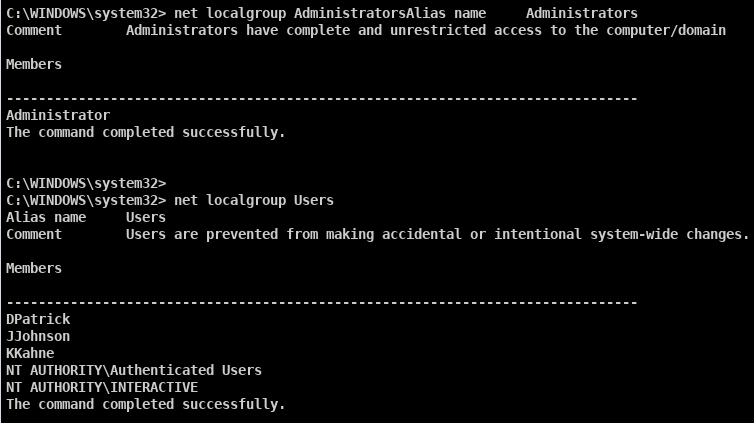 C:\WINDOWS\system32> net localgroup AdministratorsAlias name     Administrators
Comment        Administrators have complete and unrestricted access to the computer/domain
Members
-------------------------------------------------------------------------------
Administrator
The command completed successfully.
C:\WINDOWS\system32>
C:\WINDOWS\system32> net localgroup Users
Alias name     Users
Comment        Users are prevented from making accidental or intentional system-wide changes.
Members
-------------------------------------------------------------------------------
DPatrick
JJohnson
KKahne
NT AUTHORITY\Authenticated Users
NT AUTHORITY\INTERACTIVE
The command completed successfully.